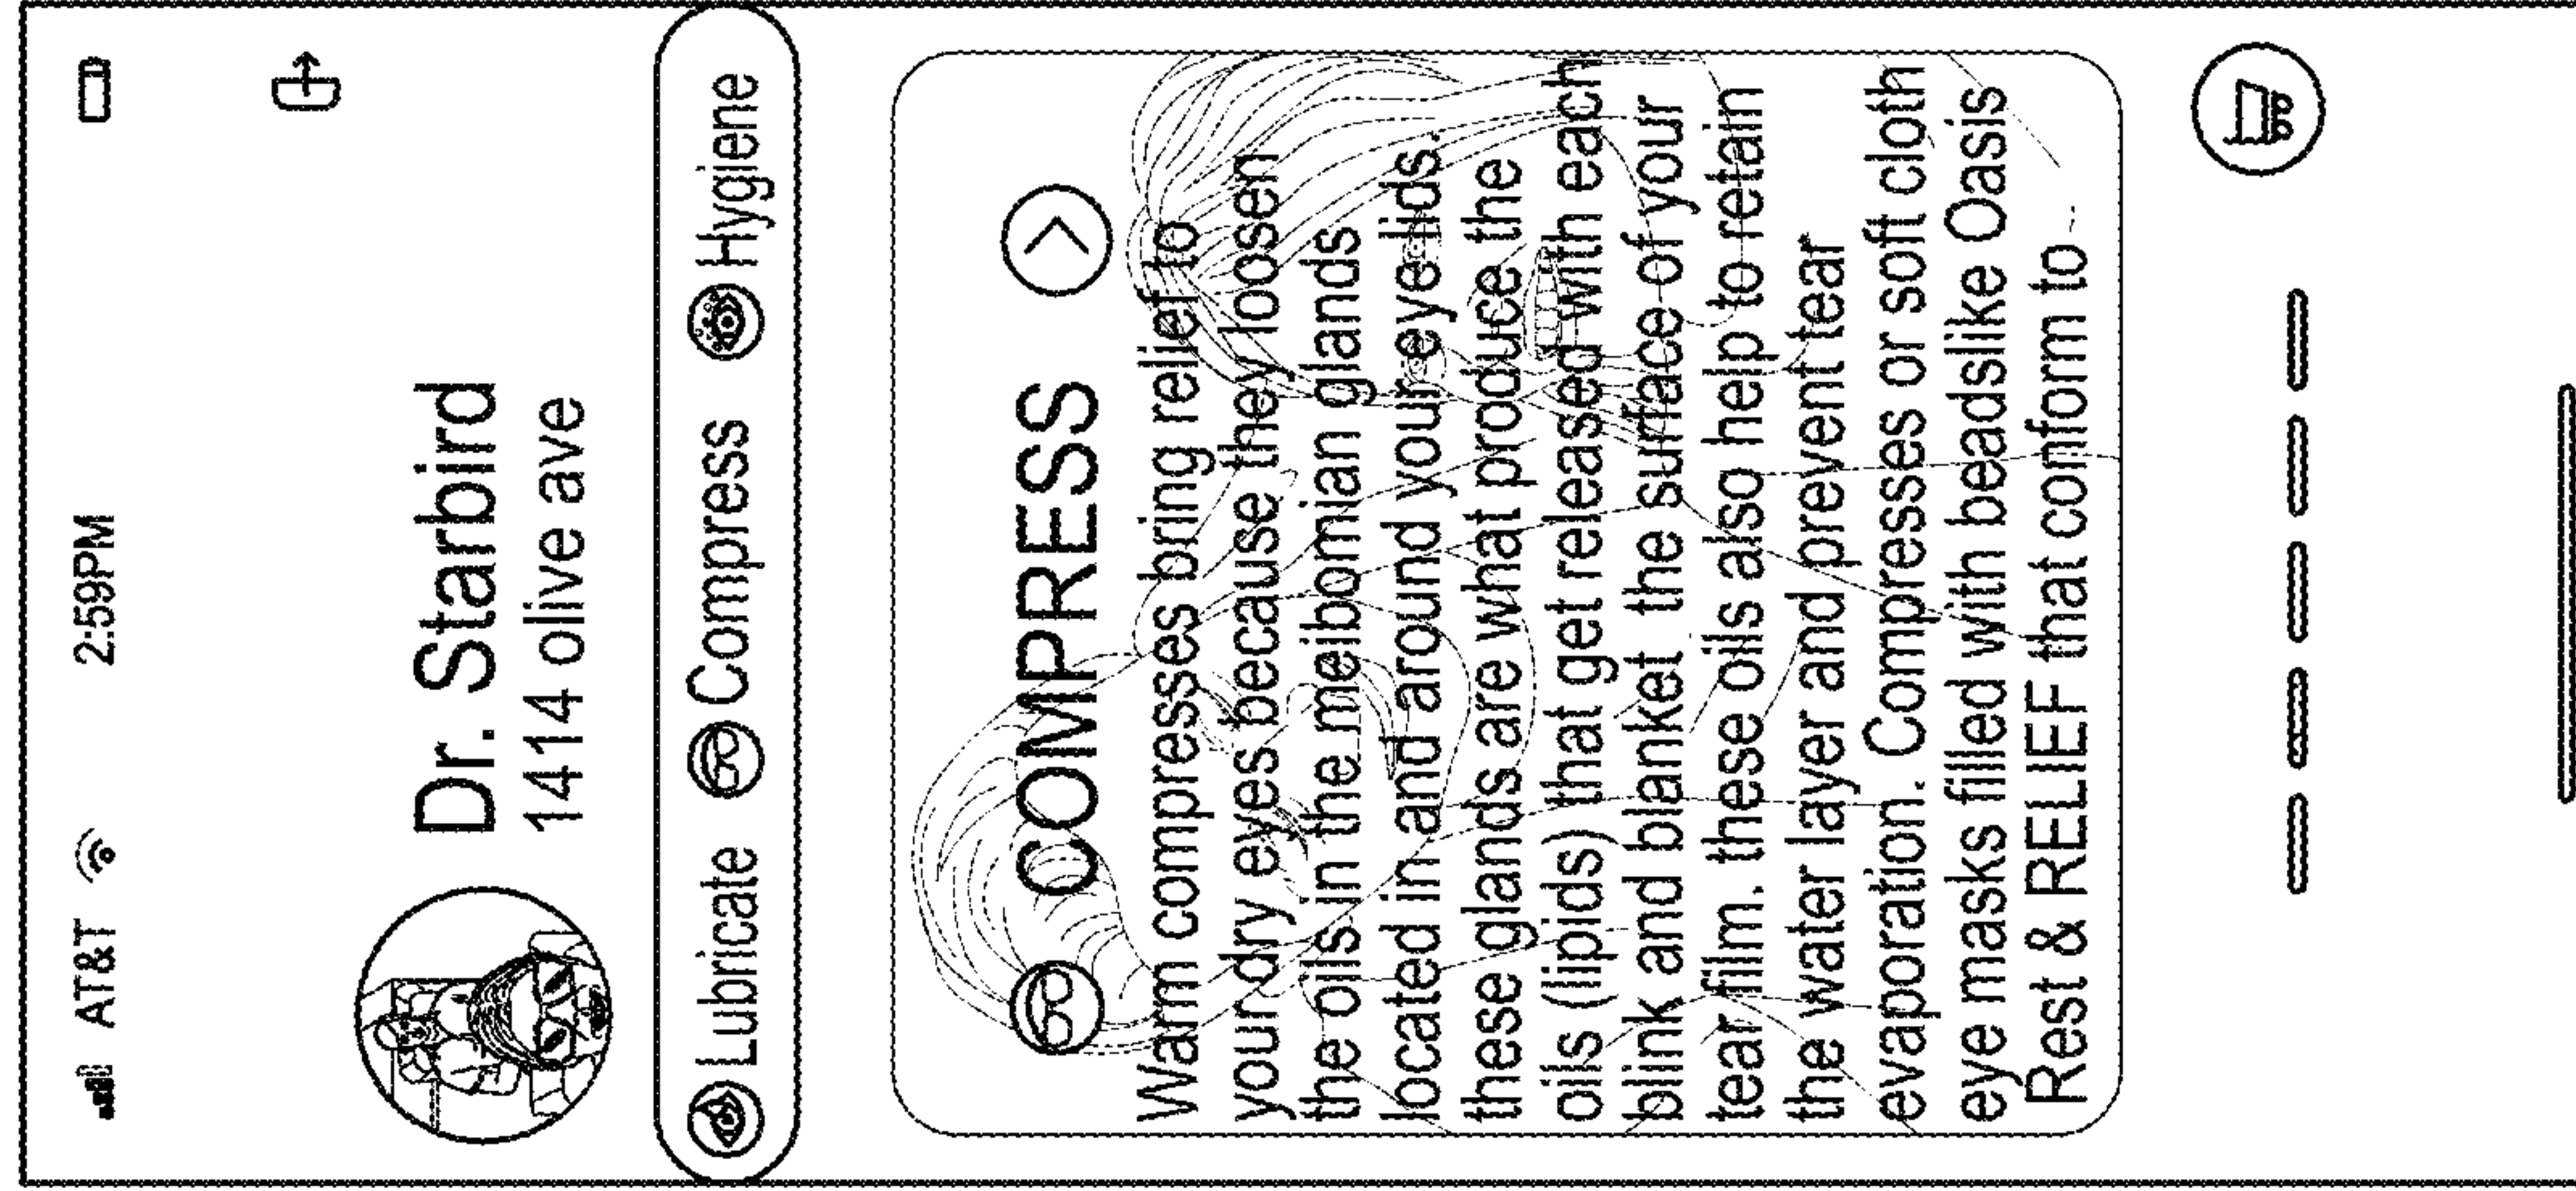 AT&T 2:59PM
Dr. Starbird
1414 olive ave
Lubricate Compress Hygiene
COMPRESS
Warm compresses bring relief to
your dry eyes because they loosen
the oils in the meibomian glands
located in and around your eye lids.
these glands are what produce the
oils (lipids) that get released with each
blink and blanket the surface of your
tear film. these oils also help to retain
the water layer and prevent tear
evaporation. Compresses or soft cloth
eye masks filled with beadslike Oasis
Rest & RELIEF that conform to